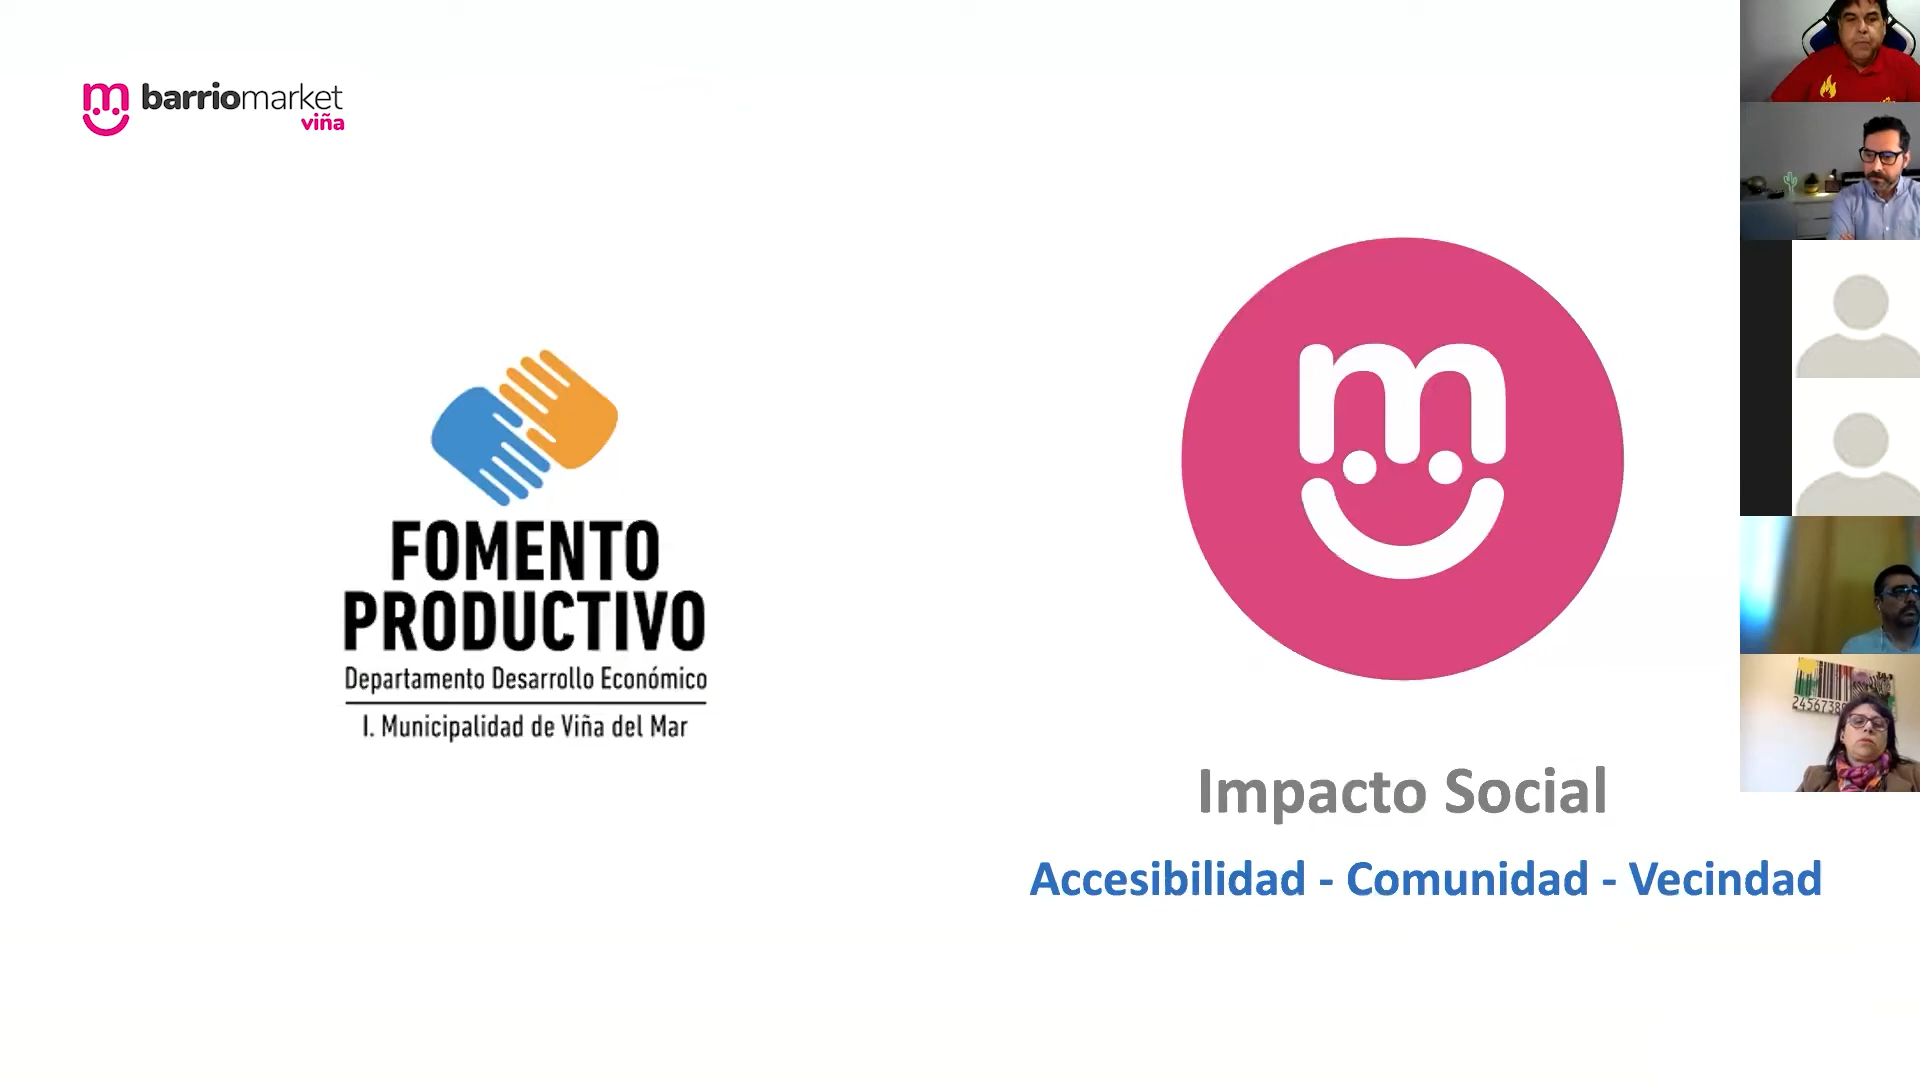 barriomarket
viña
FOMENTO
PRODUCTIVO
Departamento Desarrollo Económico
I. Municipalidad de Viña del Mar
m
Impacto Social
Accesibilidad - Comunidad - Vecindad